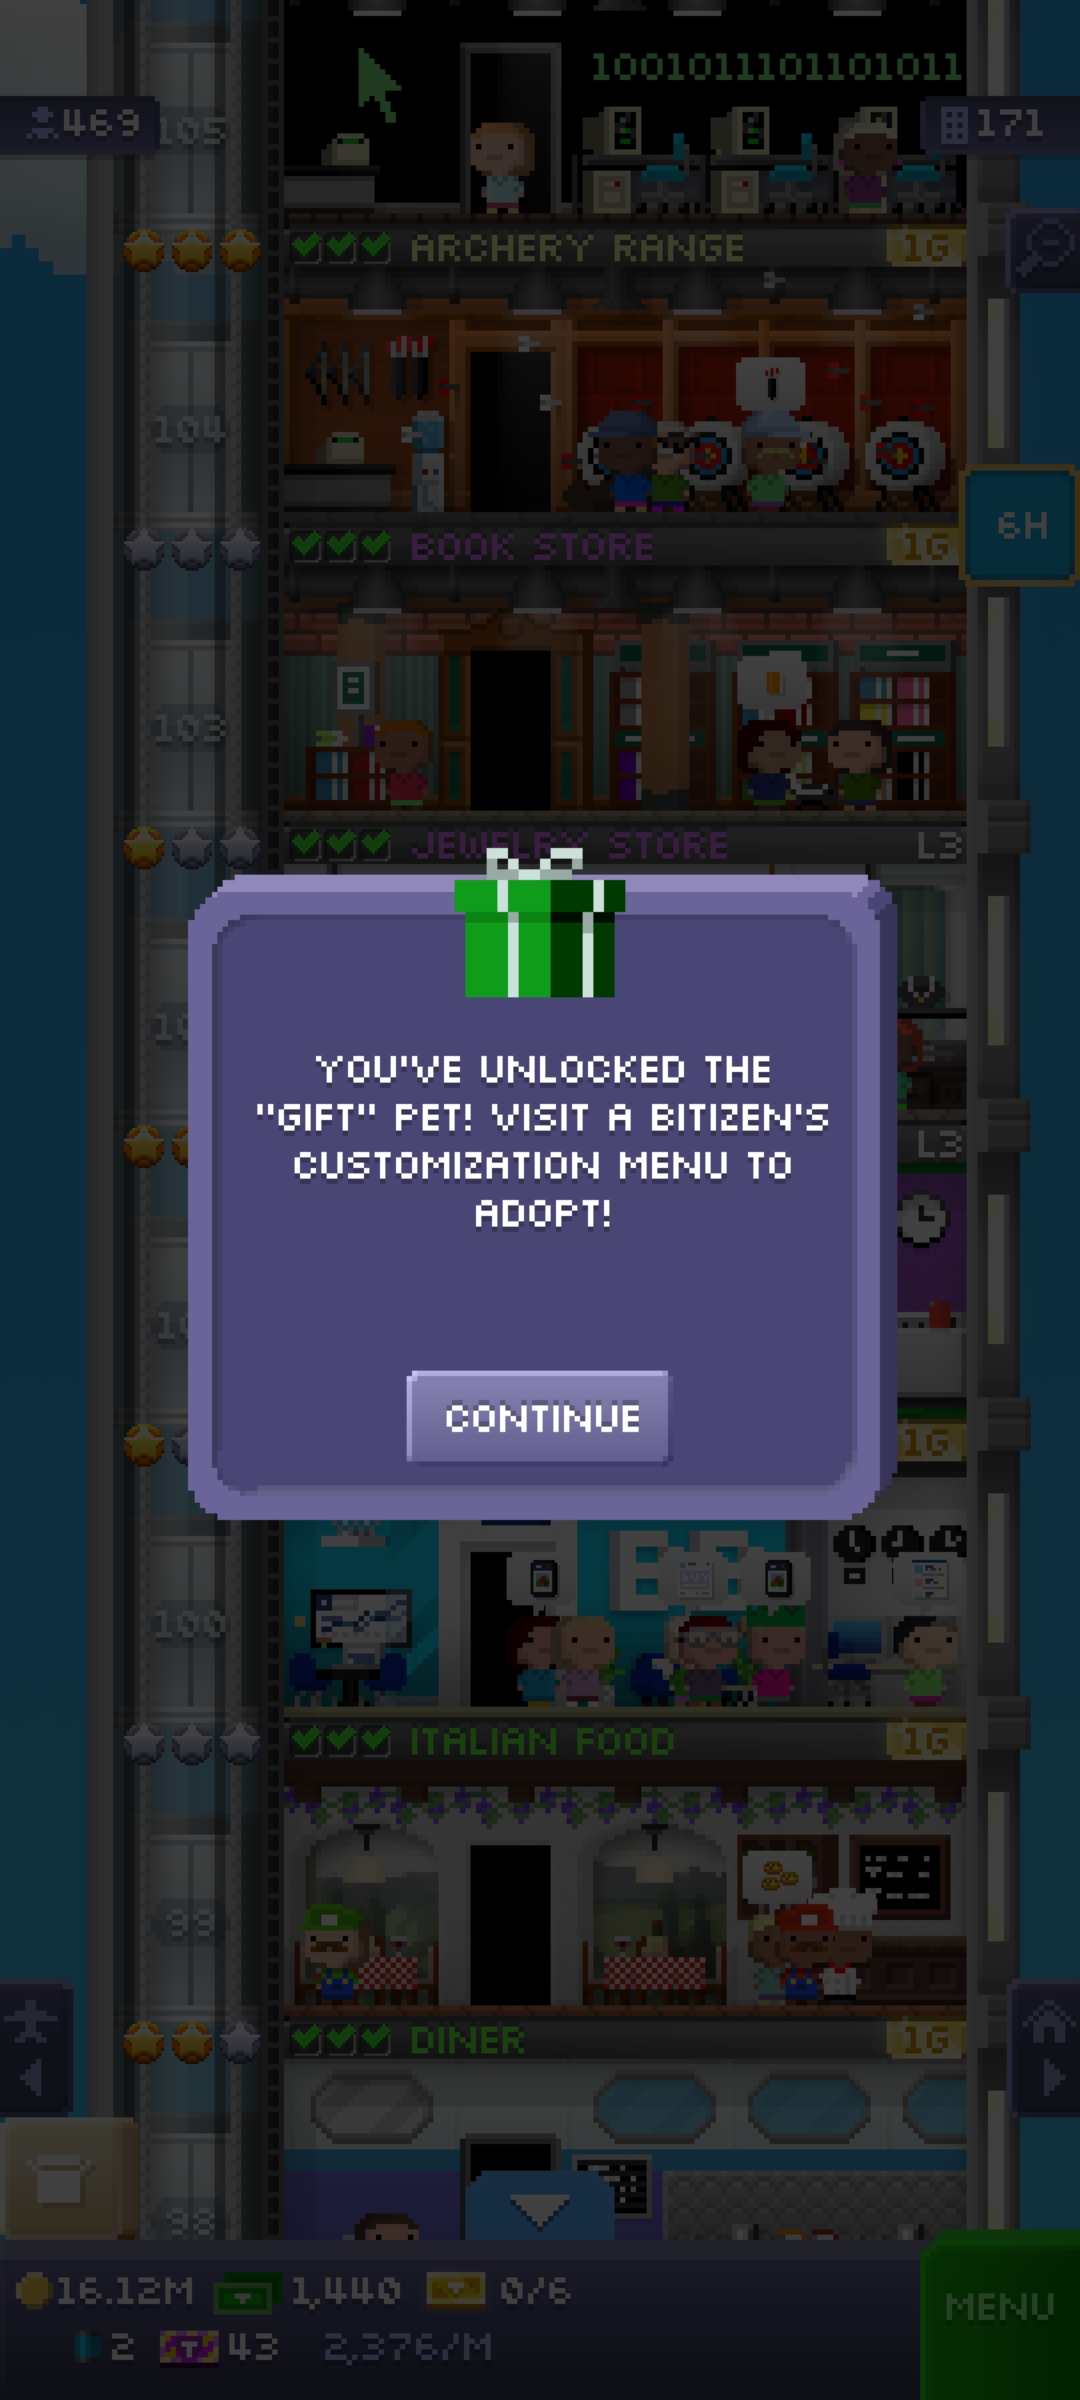 1001011101101011
469
105
171
ARCHERY RANGE
1G
104
6H
BOOK STORE
1G
103
JEWELRY STORE
L3
YOU'VE UNLOCKED THE
"GIFT" PET! VISIT A BITIZEN'S
CUSTOMIZATION MENU TO
ADOPT!
L3
CONTINUE
1G
100
ITALIAN FOOD
1G
99
DINER
1G
98
16.12M 1,440 0/6
MENU
2 43 2,376/M